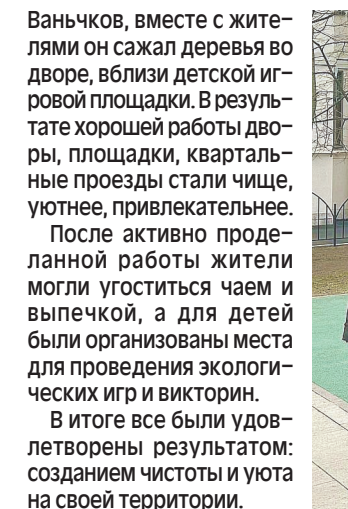 Ваньчков, вместе с жите-
лями он сажал деревья во
дворе, вблизи детской иг-
ровой площадки. В резуль-
тате хорошей работы дво-
ры, площадки, кварталь-
ные проезды стали чище,
уютнее, привлекательнее.
После активно проде-
ланной работы жители
могли угоститься чаем и
выпечкой, а для детей
были организованы места
для проведения экологи-
ческих игр и викторин.
В итоге все были удов-
летворены результатом:
созданием чистоты и уюта
на своей территории.